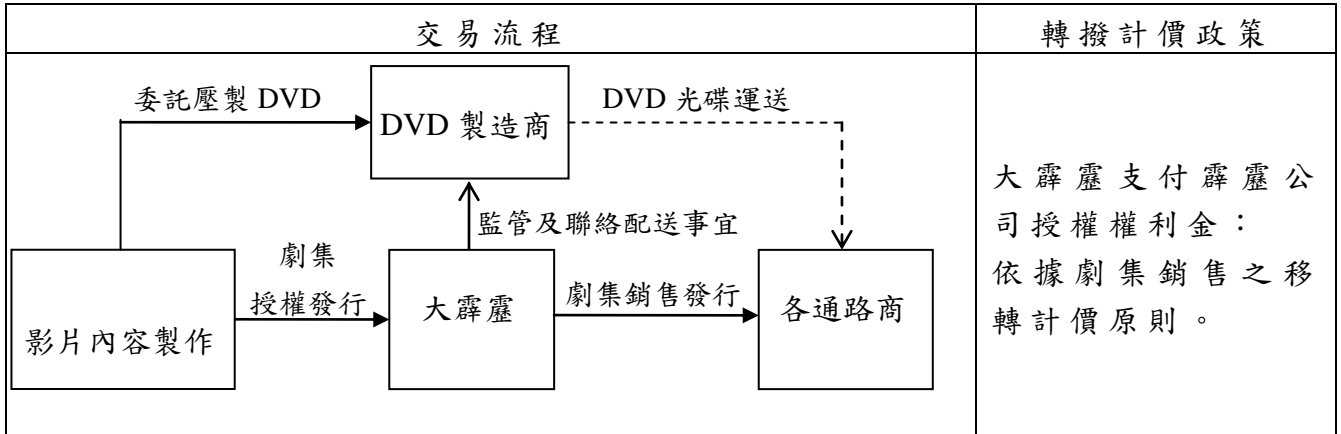 交易流程
轉撥計價政策
委託壓製 DVD
DVD 光碟運送
DVD 製造商
監管及聯絡配送事宜
劇集
授權發行
影片內容製作
大霹靂
劇集銷售發行
各通路商
大霹靂支付霹靂公
司授權權利金：
依據劇集銷售之移
轉計價原則。